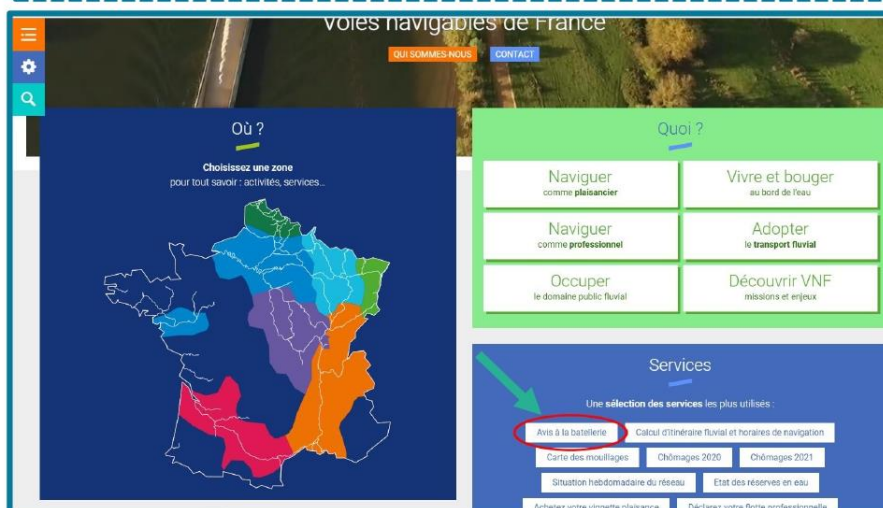 Voies navigables de France
QUI SOMMES-NOUS
CONTACT
Où ?
Choisissez une zone
pour tout savoir : activités, services...
Quoi ?
Naviguer
comme plaisancier
Vivre et bouger
au bord de l'eau
Naviguer
comme professionnel
Adopter
le transport fluvial
Occuper
le domaine public fluvial
Découvrir VNF
missions et enjeux
Services
Une sélection des services les plus utilisés :
Avis à la batellerie
Calcul d'itinéraire fluvial et horaires de navigation
Carte des mouillages
Chômages 2020
Chômages 2021
Situation hebdomadaire du réseau
Etat des réserves en eau
Achetez votre vignette plaisance
Déclarez votre flotte professionnelle